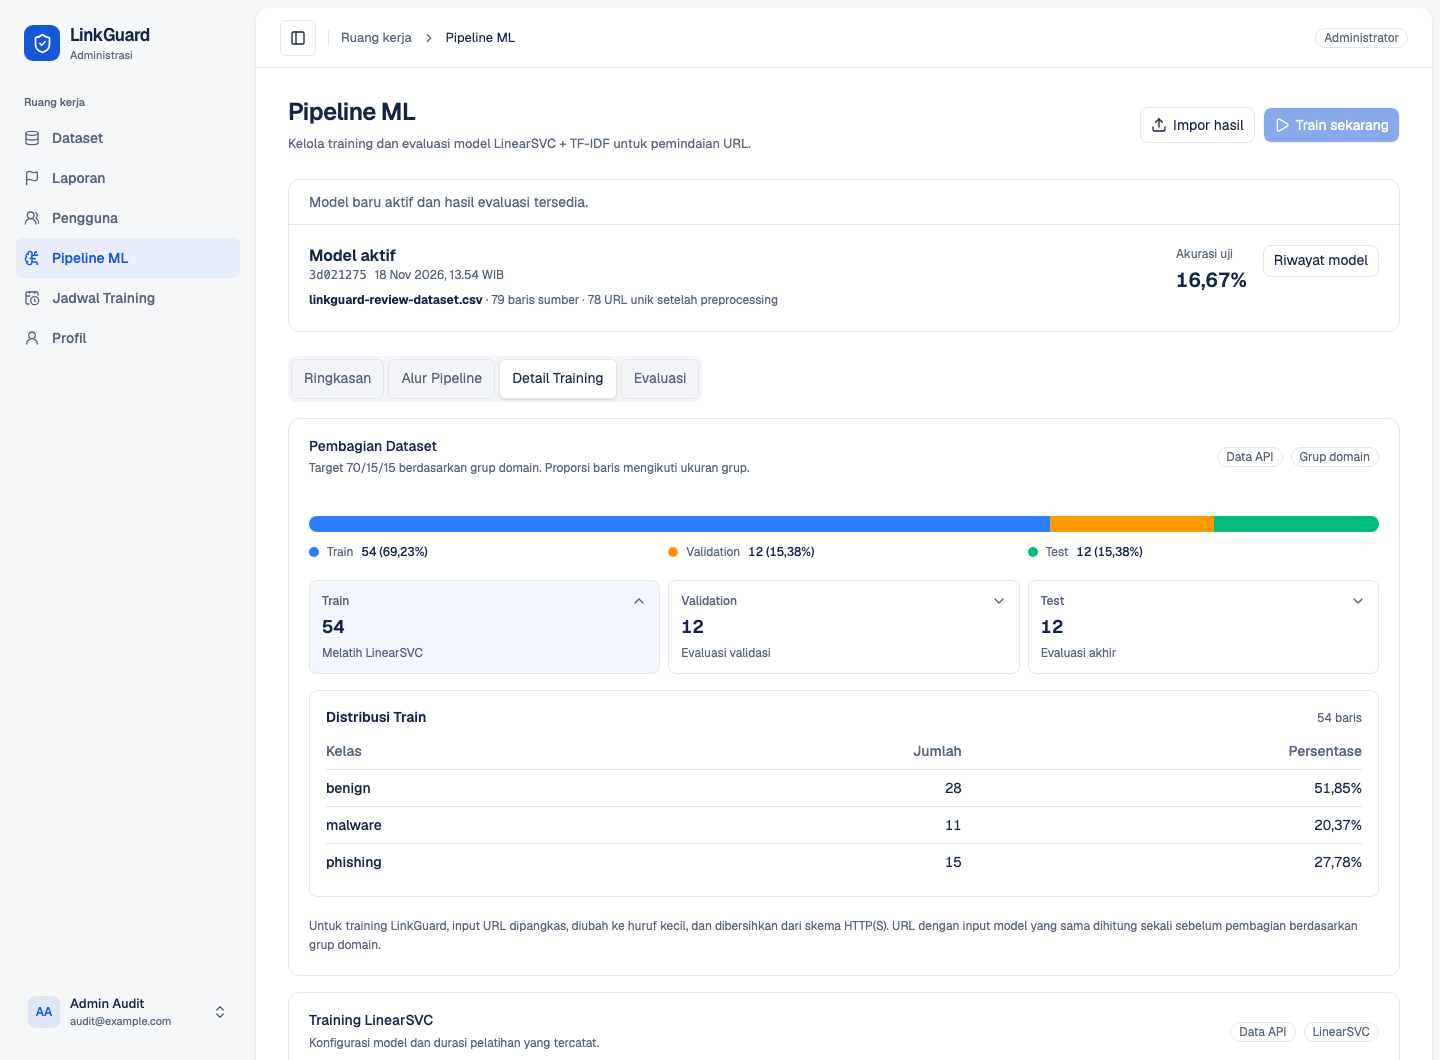 LinkGuard
Administrasi
Ruang kerja
Dataset
Laporan
Pengguna
Pipeline ML
Jadwal Training
Profil
AA
Admin Audit
audit@example.com
Ruang kerja
Pipeline ML
Administrator
Pipeline ML
Kelola training dan evaluasi model LinearSVC + TF-IDF untuk pemindaian URL.
Impor hasil
Train sekarang
Model baru aktif dan hasil evaluasi tersedia.
Model aktif
3d021275 18 Nov 2026, 13.54 WIB
linkguard-review-dataset.csv · 79 baris sumber · 78 URL unik setelah preprocessing
Akurasi uji
16,67%
Riwayat model
Ringkasan
Alur Pipeline
Detail Training
Evaluasi
Pembagian Dataset
Target 70/15/15 berdasarkan grup domain. Proporsi baris mengikuti ukuran grup.
Data API
Grup domain
Train 54 (69,23%)
Validation 12 (15,38%)
Test 12 (15,38%)
Train
54
Melatih LinearSVC
Validation
12
Evaluasi validasi
Test
12
Evaluasi akhir
Distribusi Train
54 baris
Kelas Jumlah Persentase
benign 28 51,85%
malware 11 20,37%
phishing 15 27,78%
Untuk training LinkGuard, input URL dipangkas, diubah ke huruf kecil, dan dibersihkan dari skema HTTP(S). URL dengan input model yang sama dihitung sekali sebelum pembagian berdasarkan
grup domain.
Training LinearSVC
Konfigurasi model dan durasi pelatihan yang tercatat.
Data API
LinearSVC